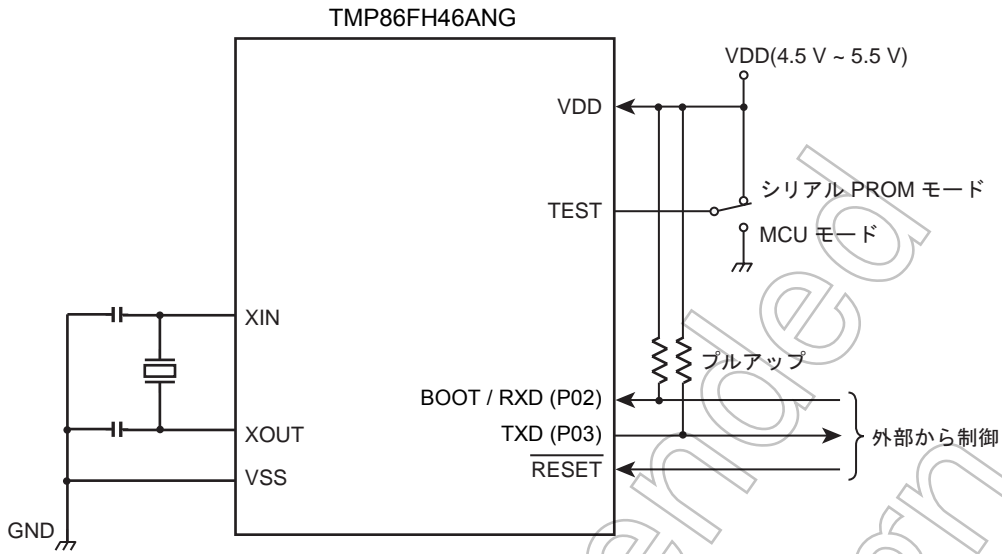 TMP86FH46ANG
VDD(4.5 V ~ 5.5 V)
VDD
シリアル PROM モード
TEST
MCU モード
XIN
プルアップ
BOOT / RXD (P02)
XOUT
TXD (P03)
外部から制御
RESET
VSS
GND